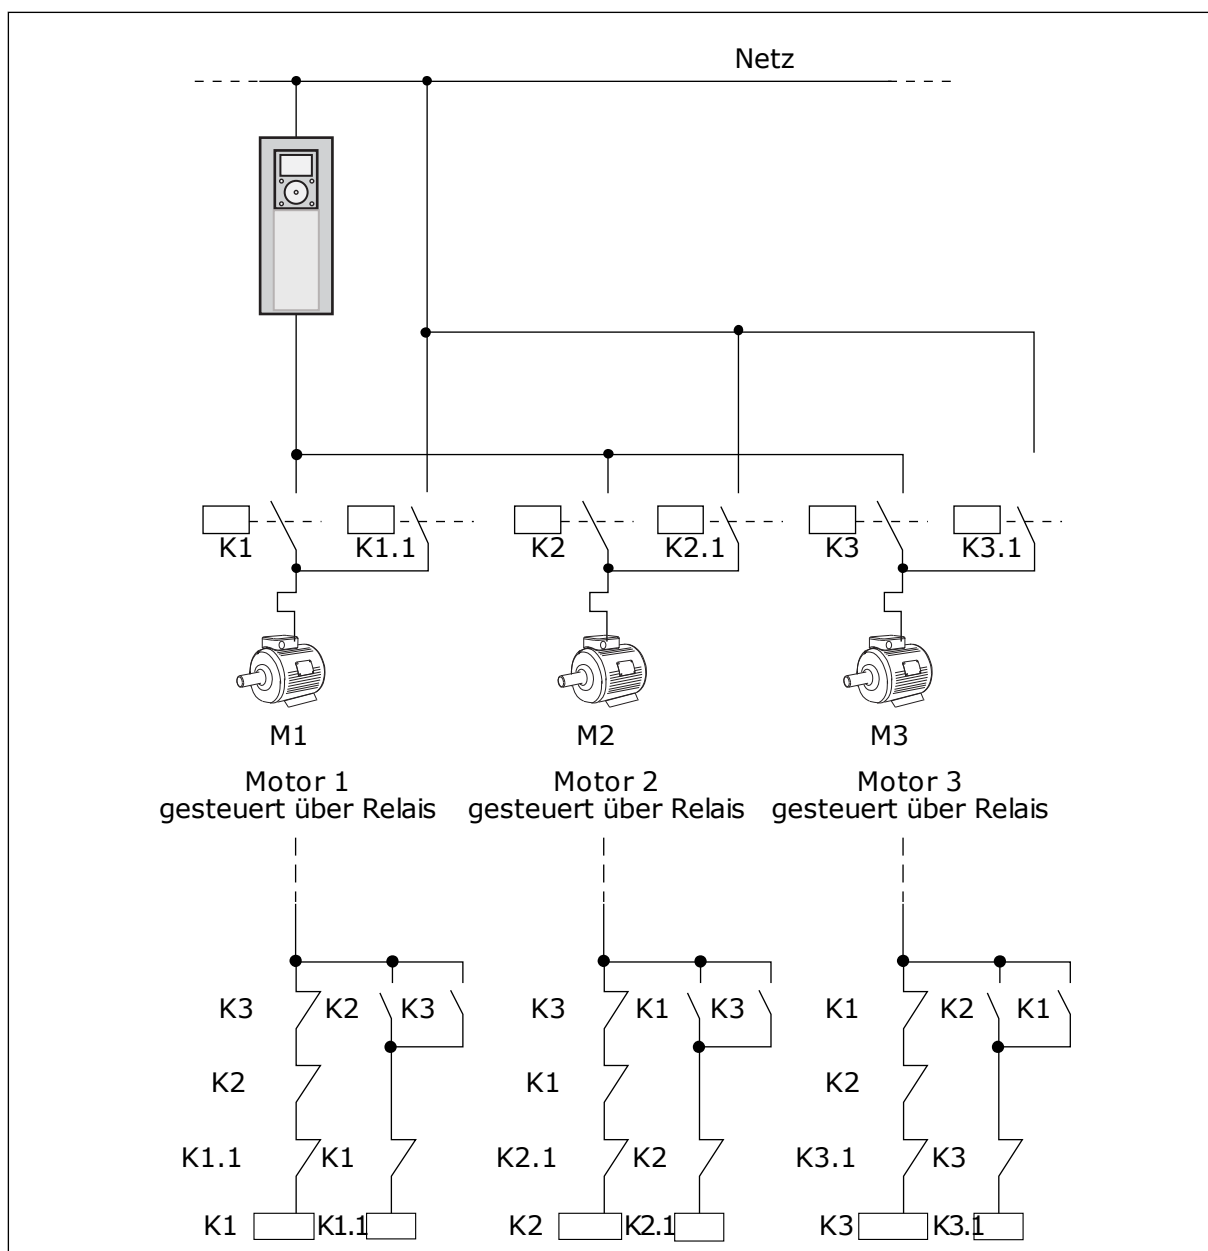 Netz
K1 K1.1 K2 K2.1 K3 K3.1
M1 M2 M3
Motor 1 Motor 2 Motor 3
gesteuert über Relais gesteuert über Relais gesteuert über Relais
K3 K2 K3 K3 K1 K3 K1 K2 K1
K2 K1 K2
K1.1 K1 K2.1 K2 K3.1 K3
K1 K1.1 K2 K2.1 K3 K3.1